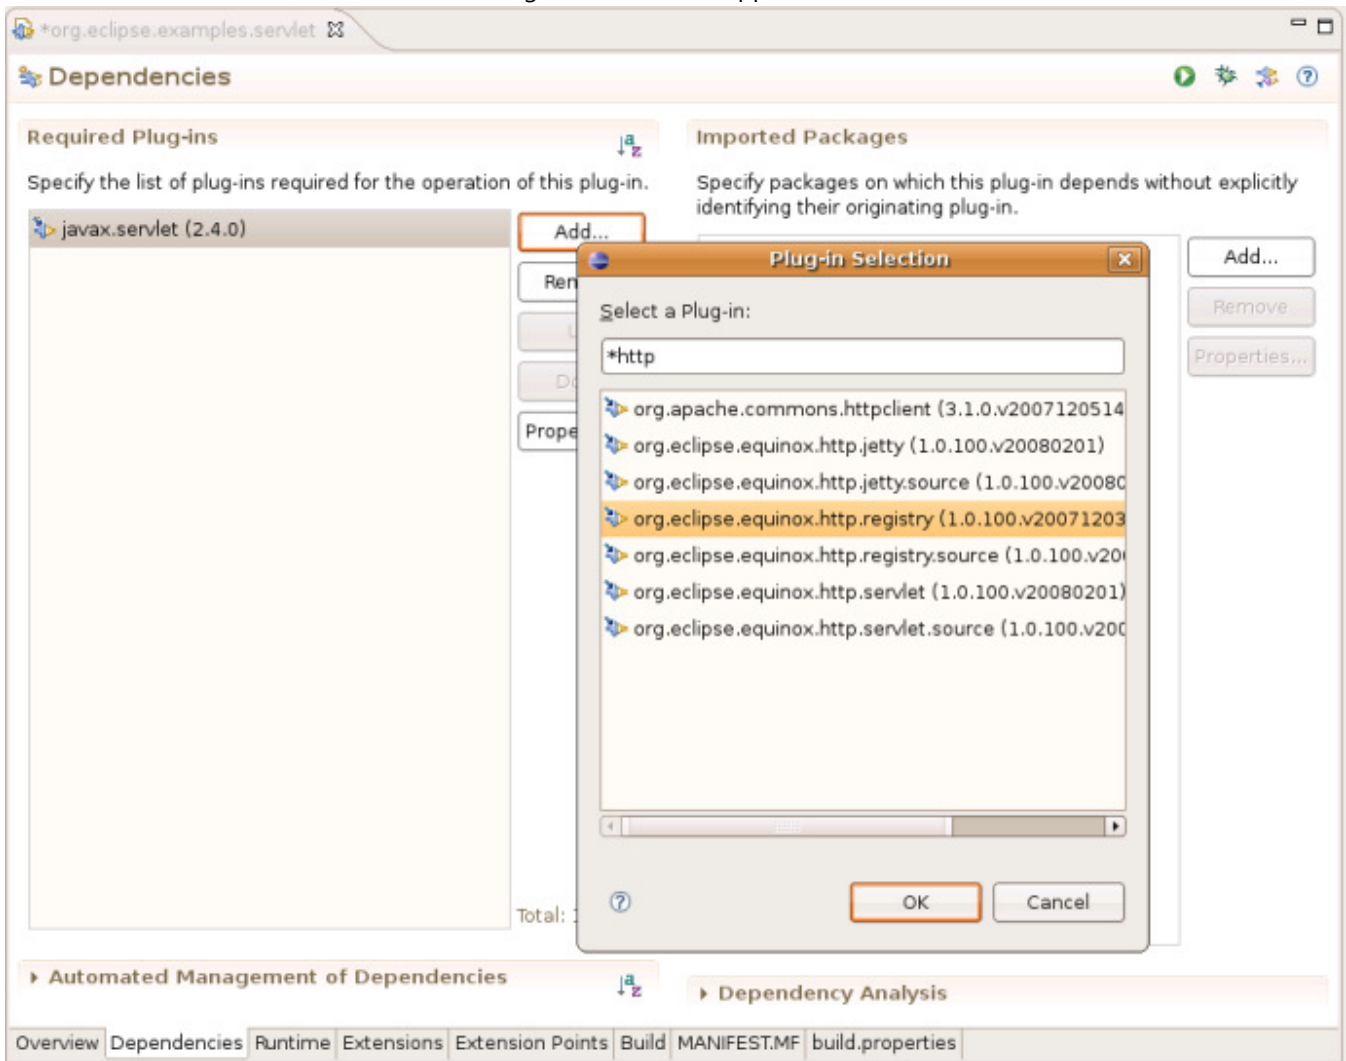 *org.eclipse.examples.servlet
Dependencies
Required Plug-ins
Specify the list of plug-ins required for the operation of this plug-in.
javax.servlet (2.4.0)
Add...
Total:
Imported Packages
Specify packages on which this plug-in depends without explicitly
identifying their originating plug-in.
Add...
Remove
Properties...
Plug-in Selection
Select a Plug-in:
*http
org.apache.commons.httpclient (3.1.0.v2007120514
org.eclipse.equinox.http.jetty (1.0.100.v20080201)
org.eclipse.equinox.http.jetty.source (1.0.100.v2008
org.eclipse.equinox.http.registry (1.0.100.v20071203
org.eclipse.equinox.http.registry.source (1.0.100.v20
org.eclipse.equinox.http.servlet (1.0.100.v20080201)
org.eclipse.equinox.http.servlet.source (1.0.100.v20
OK
Cancel
Automated Management of Dependencies
Dependency Analysis
Overview Dependencies Runtime Extensions Extension Points Build MANIFEST.MF build.properties